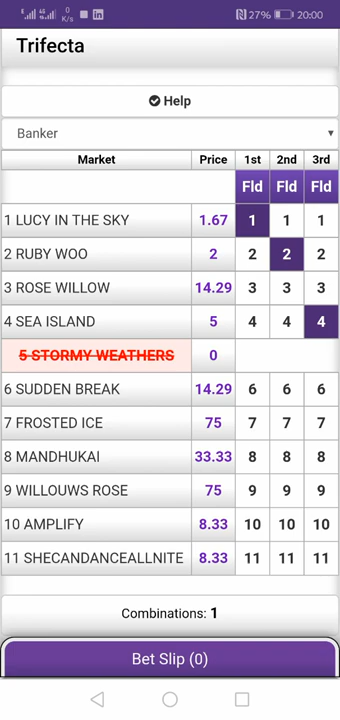 0 K/s 27% 20:00
Trifecta
Help
Banker
Market Price 1st 2nd 3rd
Fld Fld Fld
1 LUCY IN THE SKY 1.67 1 1 1
2 RUBY WOO 2 2 2 2
3 ROSE WILLOW 14.29 3 3 3
4 SEA ISLAND 5 4 4 4
5 STORMY WEATHERS 0
6 SUDDEN BREAK 14.29 6 6 6
7 FROSTED ICE 75 7 7 7
8 MANDHUKAI 33.33 8 8 8
9 WILLOUWS ROSE 75 9 9 9
10 AMPLIFY 8.33 10 10 10
11 SHECANDANCEALLNITE 8.33 11 11 11
Combinations: 1
Bet Slip (0)